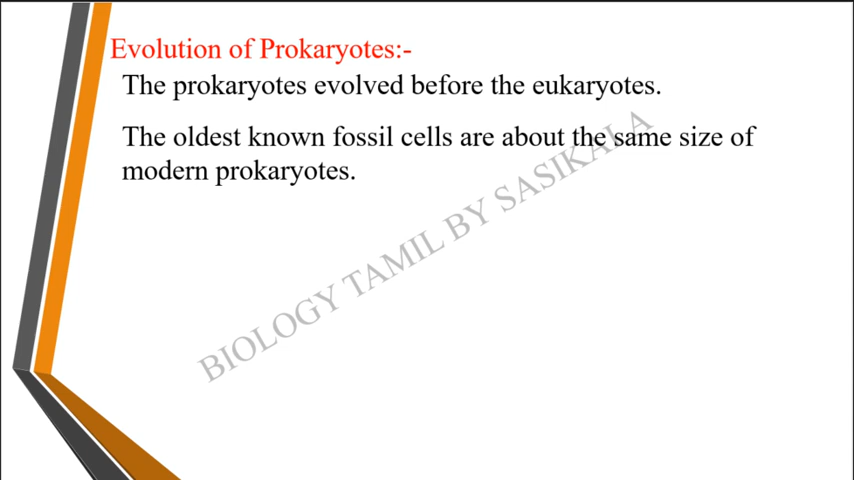 Evolution of Prokaryotes:-
The prokaryotes evolved before the eukaryotes.
The oldest known fossil cells are about the same size of
modern prokaryotes.
BIOLOGY TAMIL BY SASIKALA